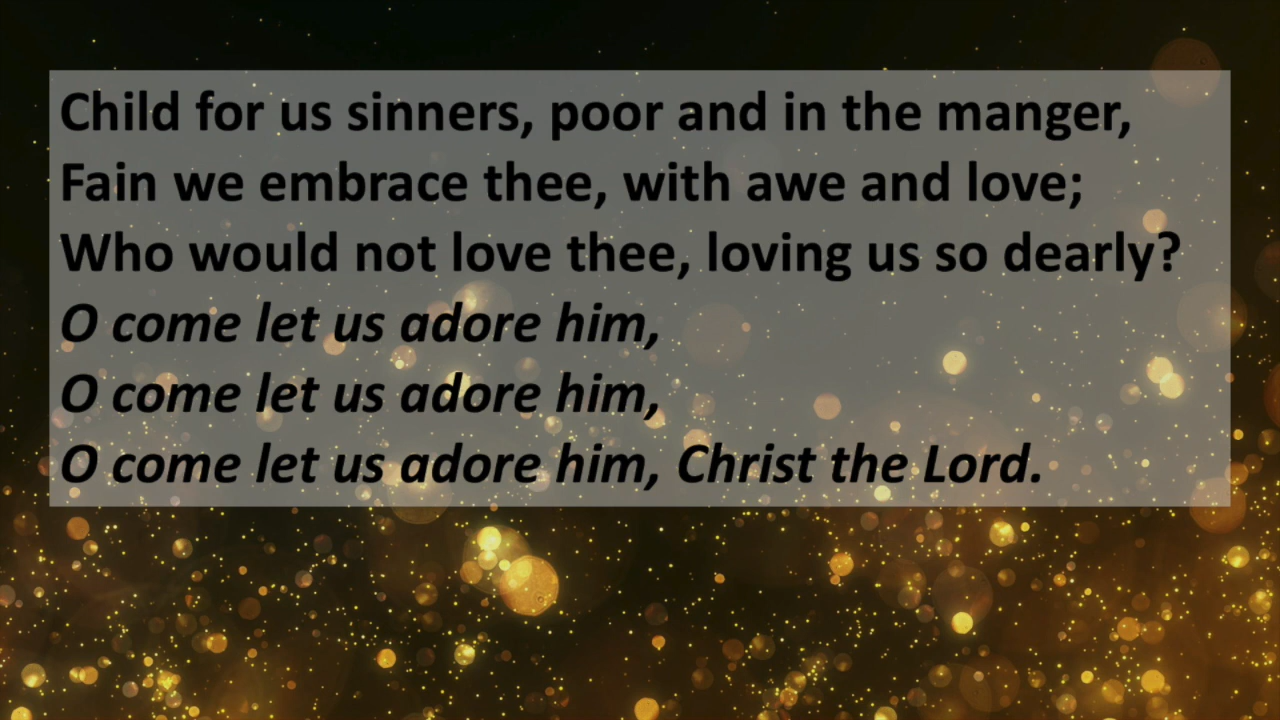 Child for us sinners, poor and in the manger,
Fain we embrace thee, with awe and love;
Who would not love thee, loving us so dearly?
O come let us adore him,
O come let us adore him,
O come let us adore him, Christ the Lord.